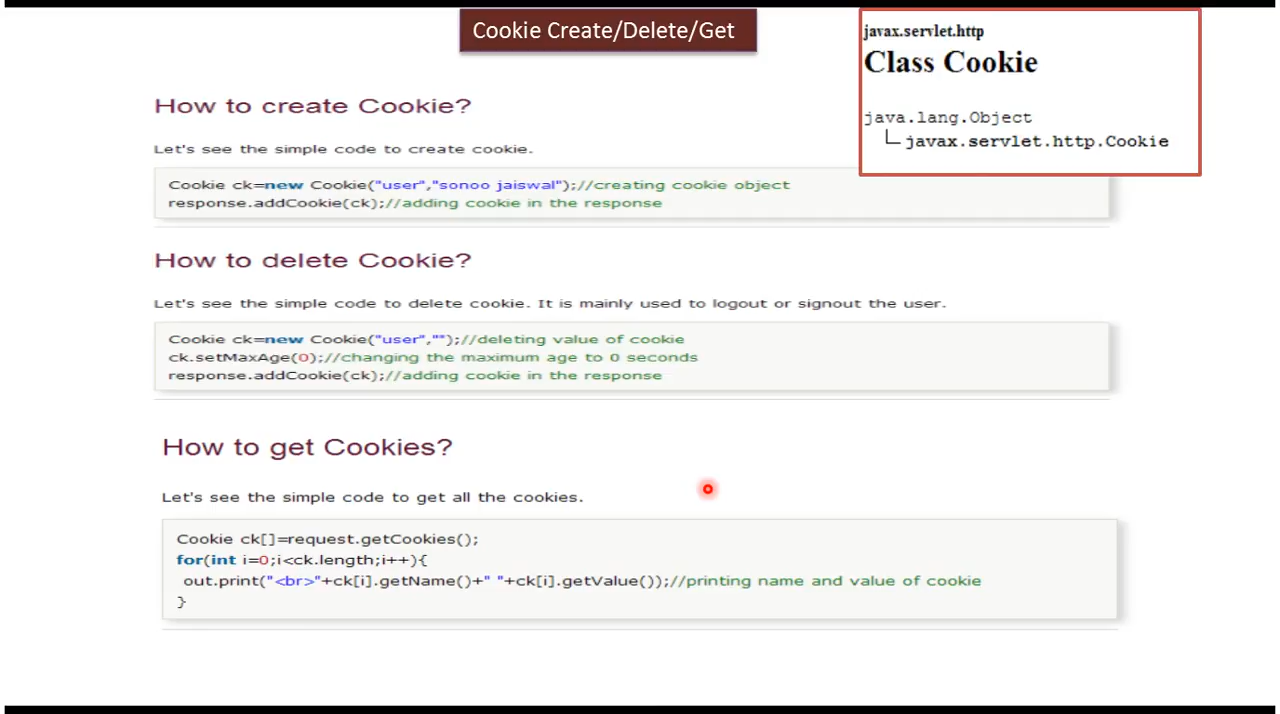 Cookie Create/Delete/Get
javax.servlet.http
Class Cookie
java.lang.Object
javax.servlet.http.Cookie
How to create Cookie?
Let's see the simple code to create cookie.
Cookie ck=new Cookie("user","sonoo jaiswal");//creating cookie object
response.addCookie(ck);//adding cookie in the response
How to delete Cookie?
Let's see the simple code to delete cookie. It is mainly used to logout or signout the user.
Cookie ck=new Cookie("user","");//deleting value of cookie
ck.setMaxAge(0);//changing the maximum age to 0 seconds
response.addCookie(ck);//adding cookie in the response
How to get Cookies?
Let's see the simple code to get all the cookies.
Cookie ck[]=request.getCookies();
for(int i=0;i<ck.length;i++){
out.print("<br>"+ck[i].getName()+" "+ck[i].getValue());//printing name and value of cookie
}